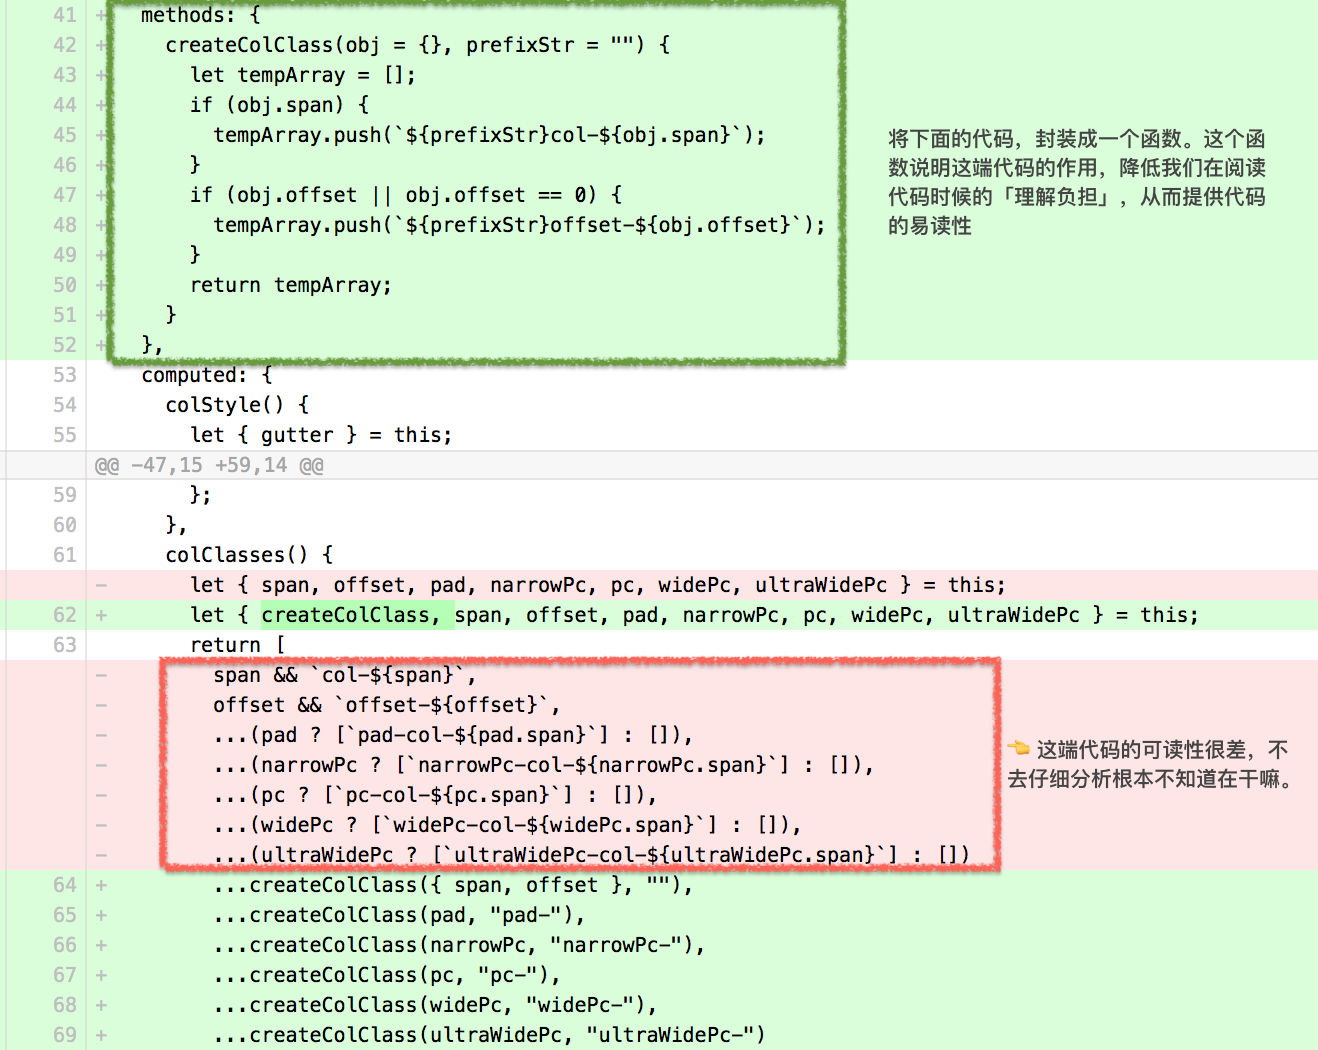 41 + methods: {
42 + createColClass(obj = {}, prefixStr = "") {
43 + let tempArray = [];
44 + if (obj.span) {
45 + tempArray.push(`${prefixStr}col-${obj.span}`);
46 + }
47 + if (obj.offset || obj.offset == 0) {
48 + tempArray.push(`${prefixStr}offset-${obj.offset}`);
49 + }
50 + return tempArray;
51 + }
52 + },
将下面的代码，封装成一个函数。这个函
数说明这端代码的作用，降低我们在阅读
代码时候的「理解负担」，从而提供代码
的易读性
53 computed: {
54 colStyle() {
55 let { gutter } = this;
@@ -47,15 +59,14 @@
59 };
60 },
61 colClasses() {
- let { span, offset, pad, narrowPc, pc, widePc, ultraWidePc } = this;
62 + let { createColClass, span, offset, pad, narrowPc, pc, widePc, ultraWidePc } = this;
63 return [
- span && `col-${span}`,
- offset && `offset-${offset}`,
- ...(pad ? [`pad-col-${pad.span}`] : []),
- ...(narrowPc ? [`narrowPc-col-${narrowPc.span}`] : []),
- ...(pc ? [`pc-col-${pc.span}`] : []),
- ...(widePc ? [`widePc-col-${widePc.span}`] : []),
- ...(ultraWidePc ? [`ultraWidePc-col-${ultraWidePc.span}`] : [])
👈 这端代码的可读性很差，不
去仔细分析根本不知道在干嘛。
64 + ...createColClass({ span, offset }, ""),
65 + ...createColClass(pad, "pad-"),
66 + ...createColClass(narrowPc, "narrowPc-"),
67 + ...createColClass(pc, "pc-"),
68 + ...createColClass(widePc, "widePc-"),
69 + ...createColClass(ultraWidePc, "ultraWidePc-")